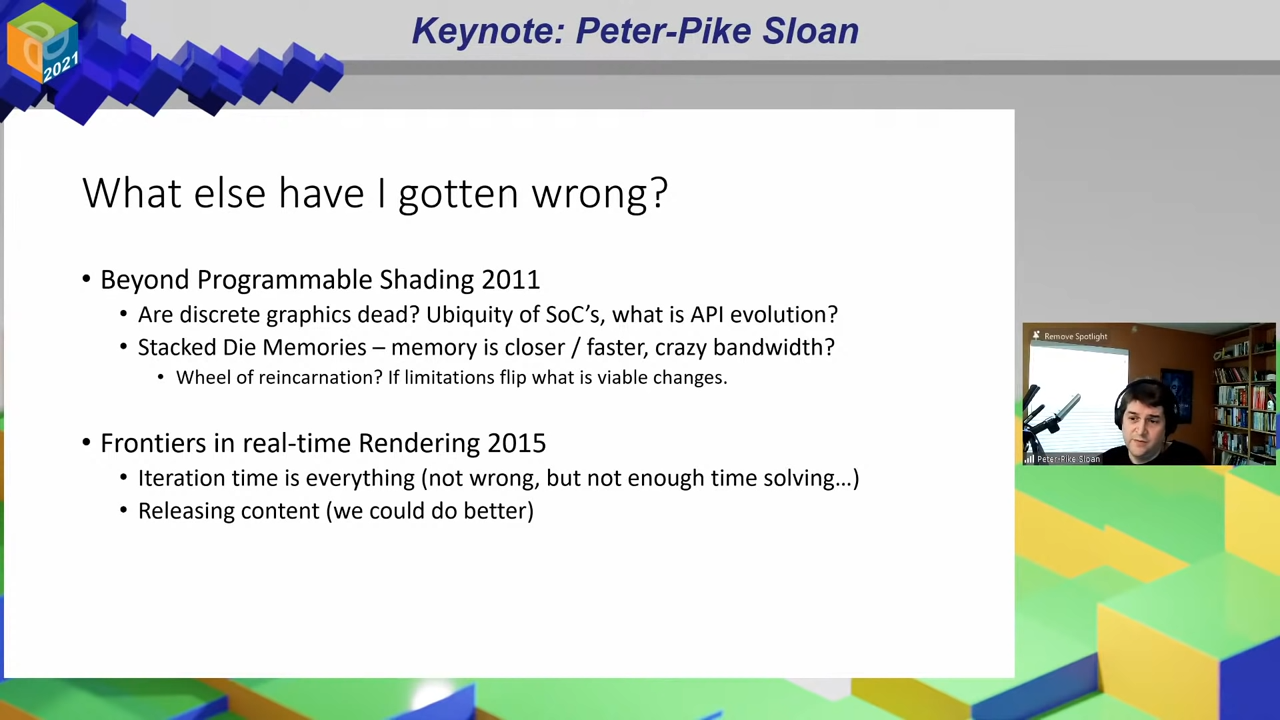 Keynote: Peter-Pike Sloan
2021
What else have I gotten wrong?
• Beyond Programmable Shading 2011
• Are discrete graphics dead? Ubiquity of SoC's, what is API evolution?
• Stacked Die Memories – memory is closer / faster, crazy bandwidth?
• Wheel of reincarnation? If limitations flip what is viable changes.
• Frontiers in real-time Rendering 2015
• Iteration time is everything (not wrong, but not enough time solving…)
• Releasing content (we could do better)
Remove Spotlight
Peter-Pike Sloan